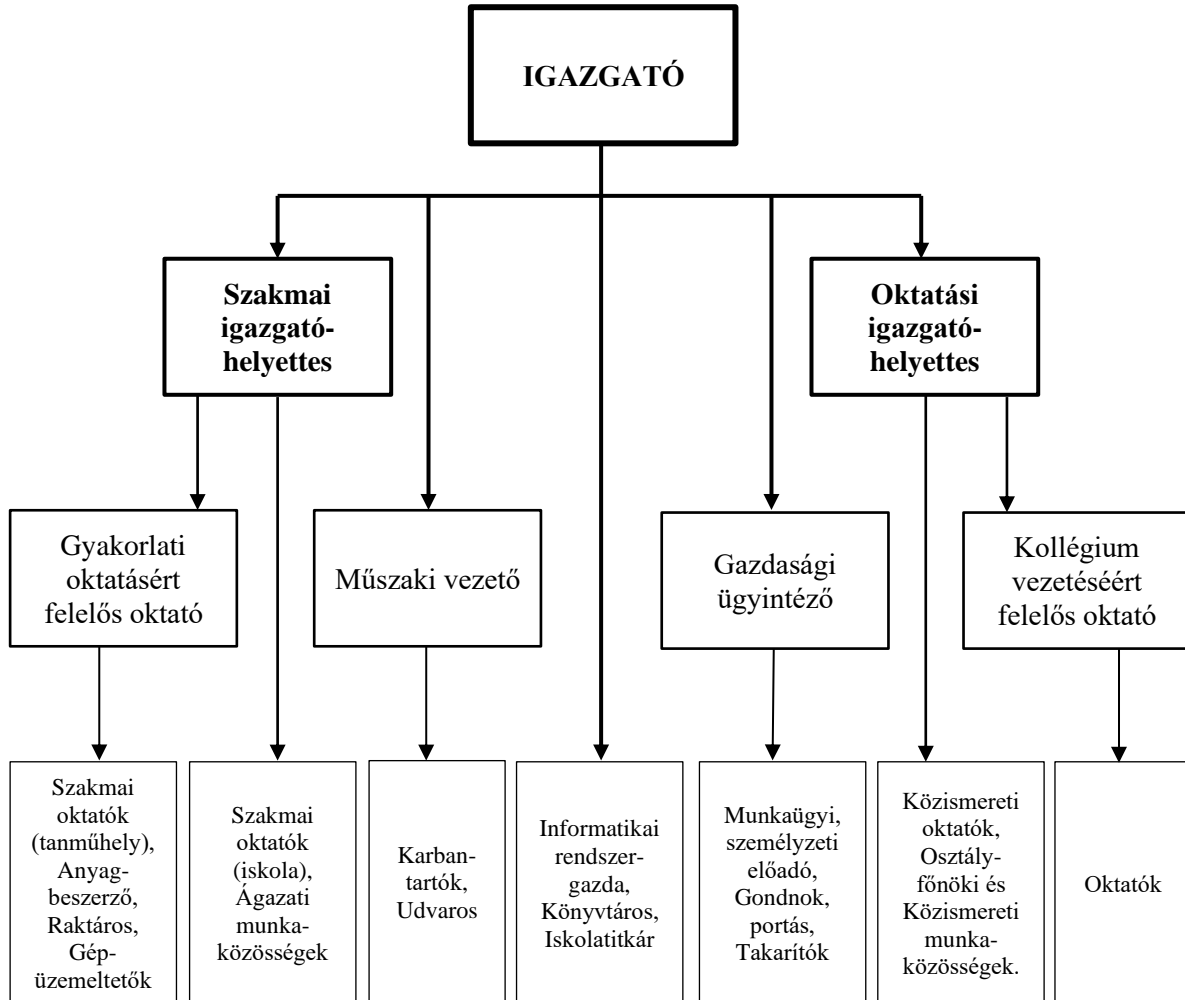 IGAZGATÓ
Szakmai
igazgató-
helyettes
Oktatási
igazgató-
helyettes
Gyakorlati
oktatásért
felelős oktató
Műszaki vezető
Gazdasági
ügyintéző
Kollégium
vezetéséért
felelős oktató
Szakmai
oktatók
(tanműhely),
Anyag-
beszerző,
Raktáros,
Gép-
üzemeltetők
Szakmai
oktatók
(iskola),
Ágazati
munka-
közösségek
Karban-
tartók,
Udvaros
Informatikai
rendszer-
gazda,
Könyvtáros,
Iskolatitkár
Munkaügyi,
személyzeti
előadó,
Gondnok,
portás,
Takarítók
Közismereti
oktatók,
Osztály-
főnöki és
Közismereti
munka-
közösségek.
Oktatók